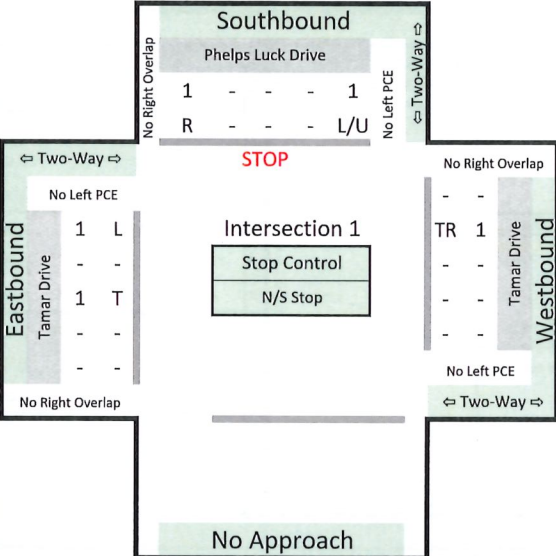 Southbound
Phelps Luck Drive
No Right Overlap
1 - - - 1
R - - - L/U
No Left PCE
⇦ Two-Way ⇨
STOP
⇦ Two-Way ⇨
No Left PCE
Eastbound
Tamar Drive
1 L
- -
1 T
- -
No Right Overlap
Intersection 1
Stop Control
N/S Stop
No Right Overlap
- -
TR 1
- -
- -
- -
Tamar Drive
Westbound
No Left PCE
⇦ Two-Way ⇨
No Approach